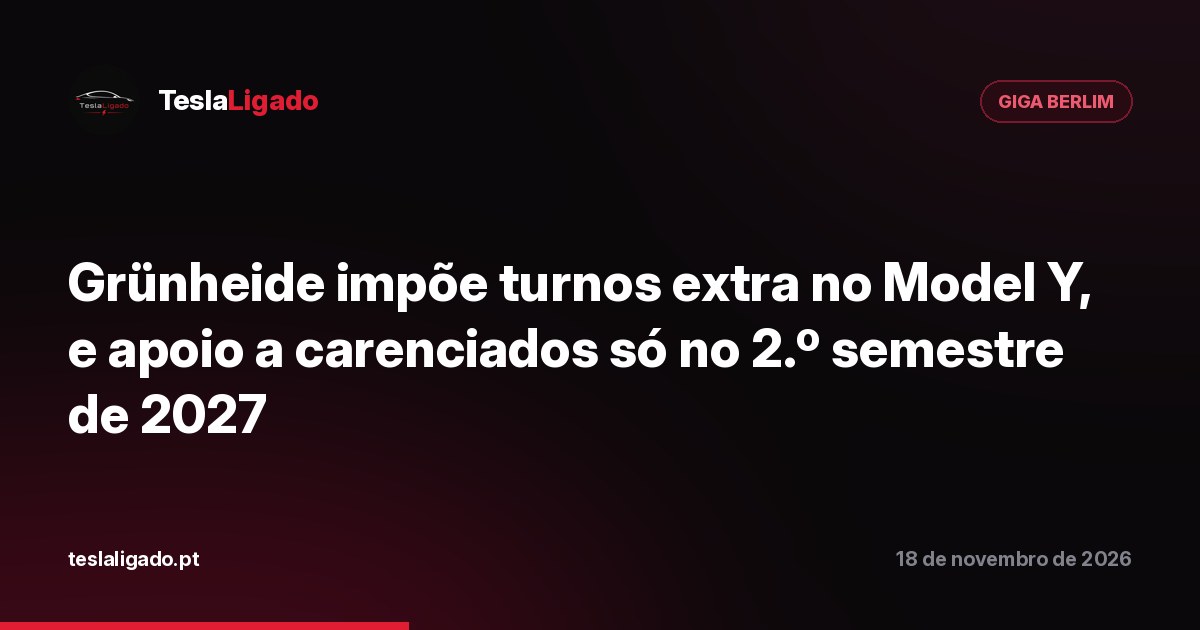 TeslaLigado
TeslaLigado
GIGA BERLIM
Grünheide impõe turnos extra no Model Y,
e apoio a carenciados só no 2.º semestre
de 2027
teslaligado.pt
18 de novembro de 2026